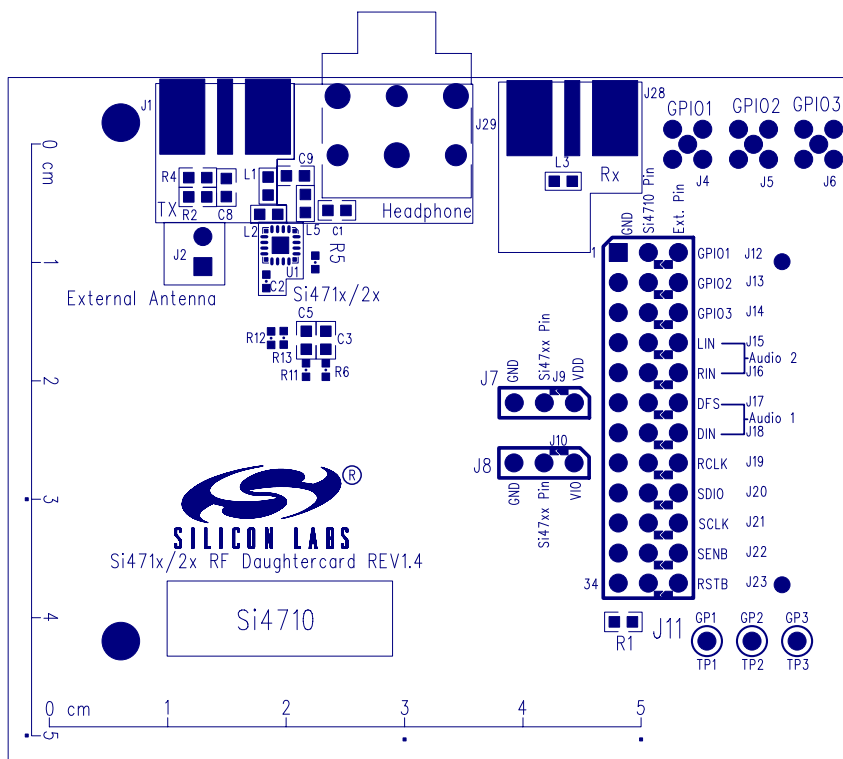 J1
J29
J28
GPIO1 GPIO2 GPIO3
0 cm
R4
L1
C9
L3
Rx
J4
J5
J6
TX
R2
C8
L2
L5
C1
Headphone
GND
Si4710 Pin
Ext. Pin
J2
U1
R5
C2
Si471x/2x
External Antenna
1
1
GPIO1 J12
GPIO2 J13
GPIO3 J14
LIN J15
Audio 2
RIN J16
DFS J17
Audio 1
DIN J18
RCLK J19
SDIO J20
SCLK J21
SENB J22
34
RSTB J23
C5
C3
R12
R13
R11
R6
2
J7
GND
Si47xx Pin
VDD
J9
J10
J8
GND
Si47xx Pin
VIO
3
®
SILICON LABS
Si471x/2x RF Daughtercard REV1.4
Si4710
4
R1
J11
GP1 GP2 GP3
TP1 TP2 TP3
5
0 cm 1 2 3 4 5